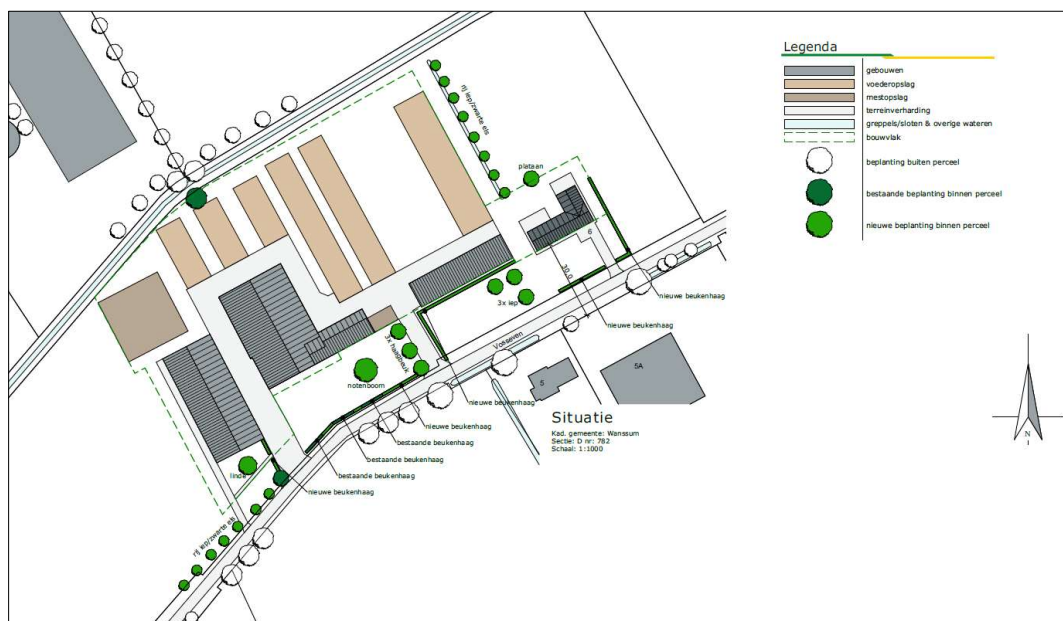 Legenda
gebouwen
voederopslag
mestopslag
terreinverharding
greppels/sloten & overige wateren
bouwvlak
beplanting buiten perceel
bestaande beplanting binnen perceel
nieuwe beplanting binnen perceel
rij iep/zwarte els
plataan
6
30,0
3x iep
nieuwe beukenhaag
nieuwe beukenhaag
3x haagbeuk
notenboom
5
5A
nieuwe beukenhaag
nieuwe beukenhaag
bestaande beukenhaag
bestaande beukenhaag
bestaande beukenhaag
linde
nieuwe beukenhaag
rij iep/zwarte els
Situatie
Kad. gemeente: Wanssum
Sectie: D nr: 782
Schaal: 1:1000
N